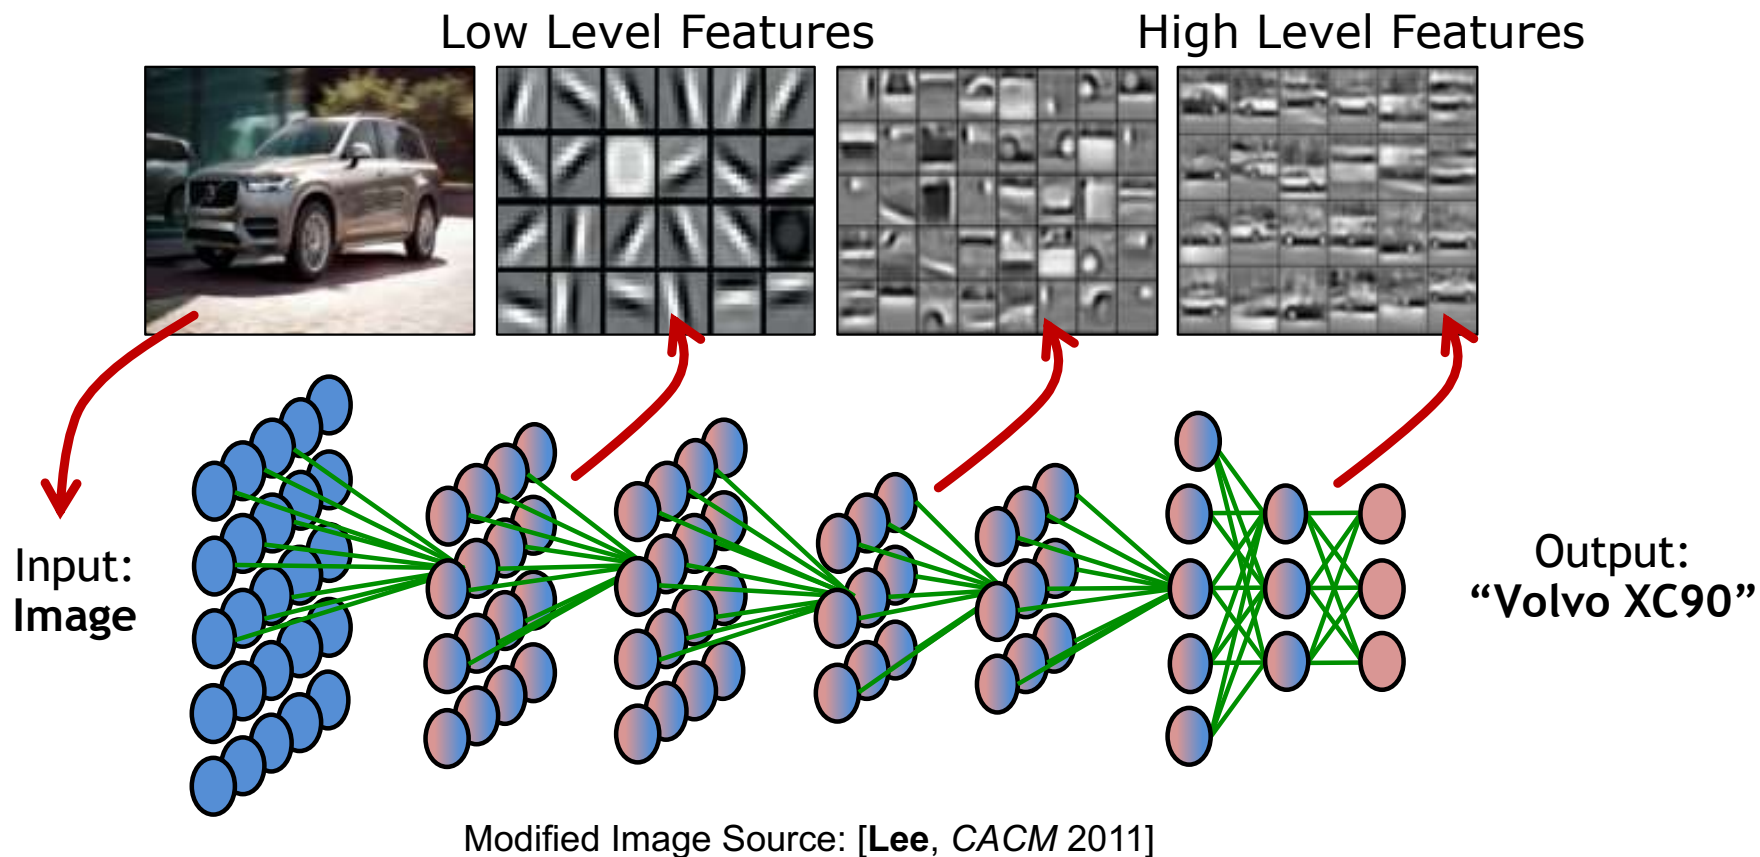 Low Level Features
High Level Features
Input:
Image
Output:
“Volvo XC90”
Modified Image Source: [Lee, CACM 2011]